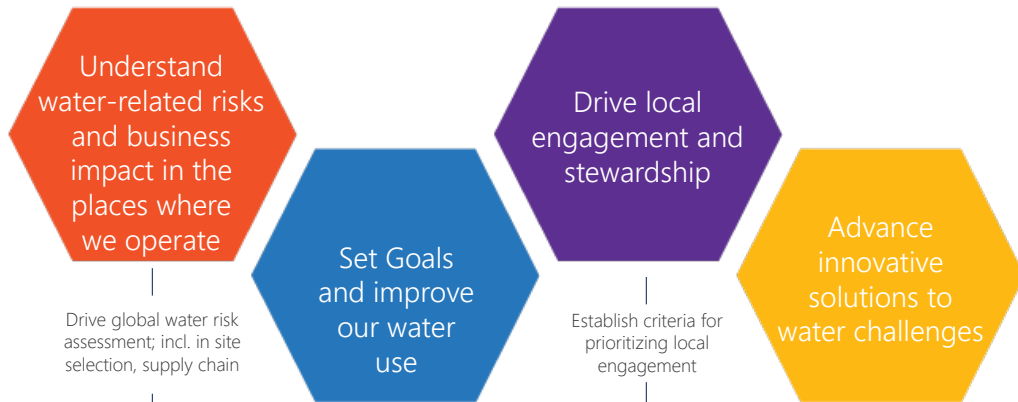 Understand
water-related risks
and business
impact in the
places where
we operate
Drive global water risk
assessment; incl. in site
selection, supply chain
Set Goals
and improve
our water
use
Drive local
engagement and
stewardship
Establish criteria for
prioritizing local
engagement
Advance
innovative
solutions to
water challenges